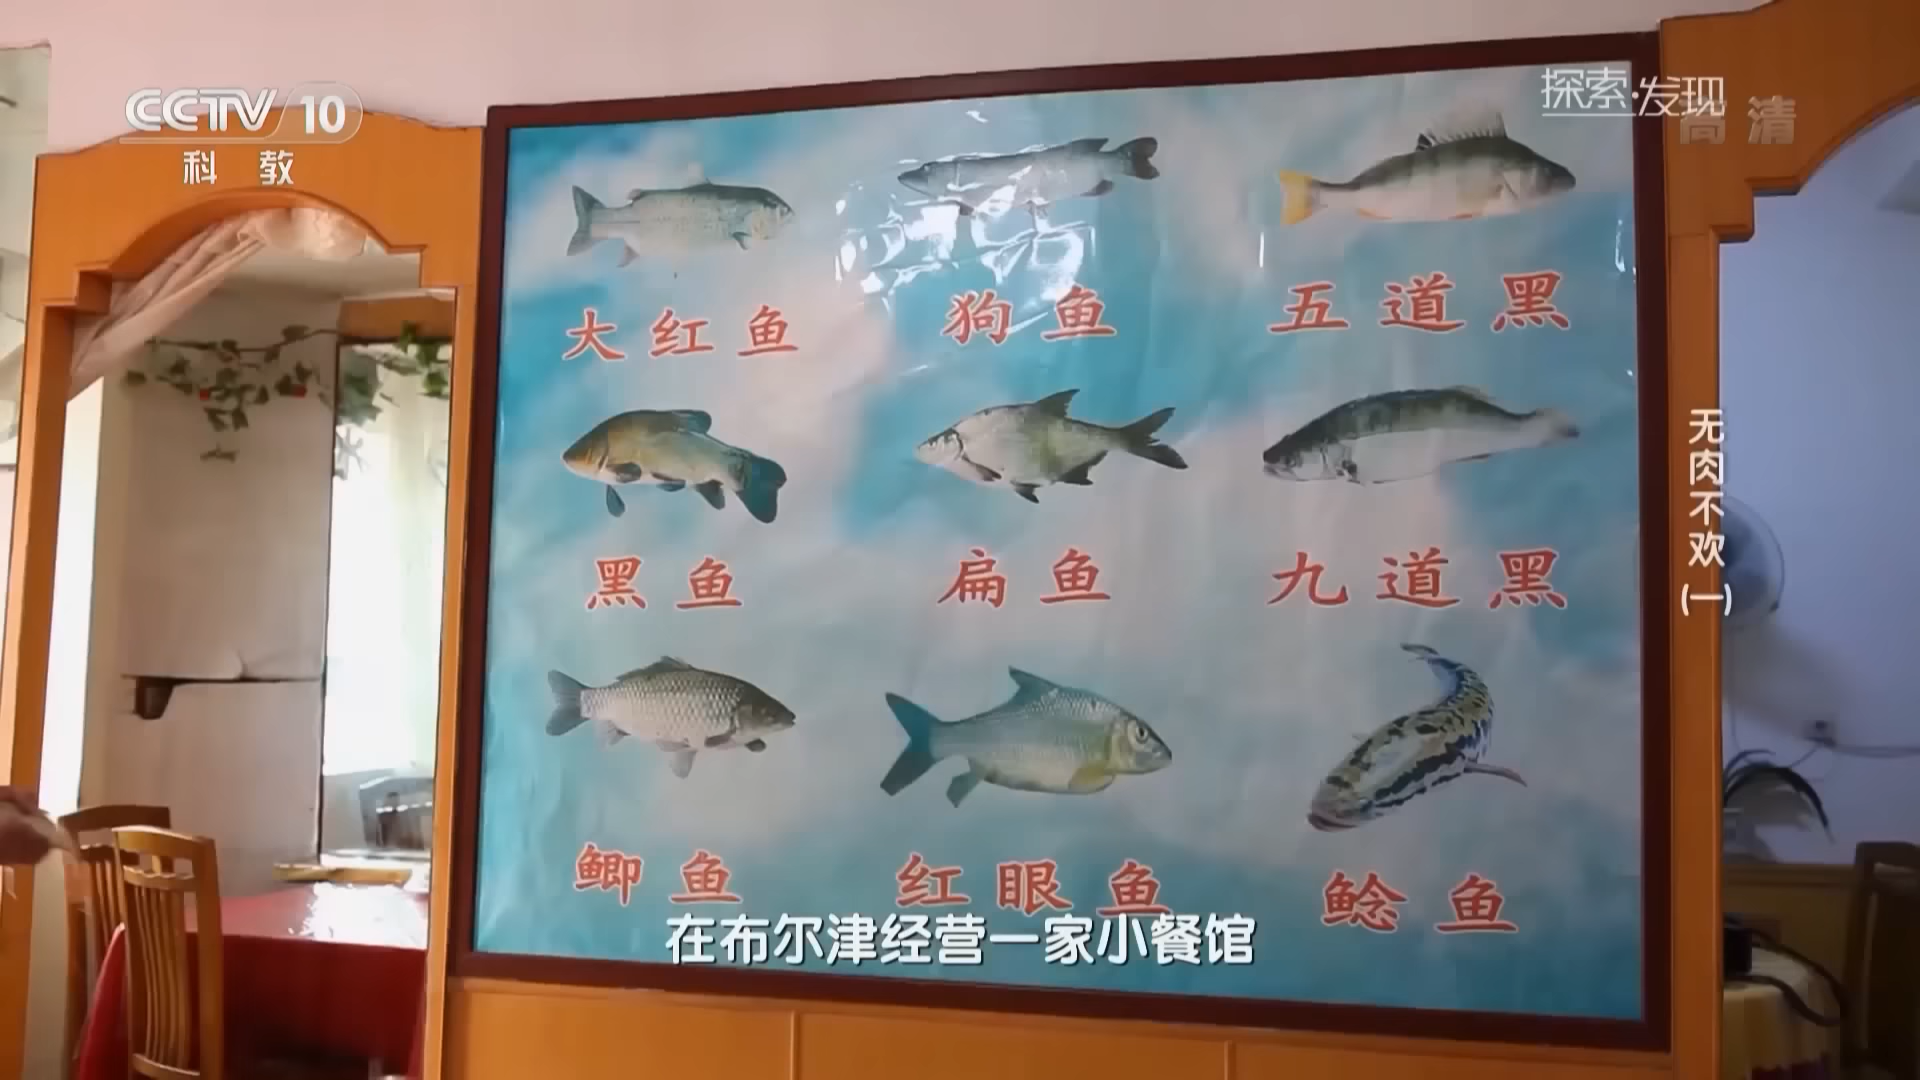 CCTV 10
科教
探索·发现
高清
大红鱼
狗鱼
五道黑
黑鱼
扁鱼
九道黑
鲫鱼
红眼鱼
鲶鱼
无肉不欢(一)
在布尔津经营一家小餐馆